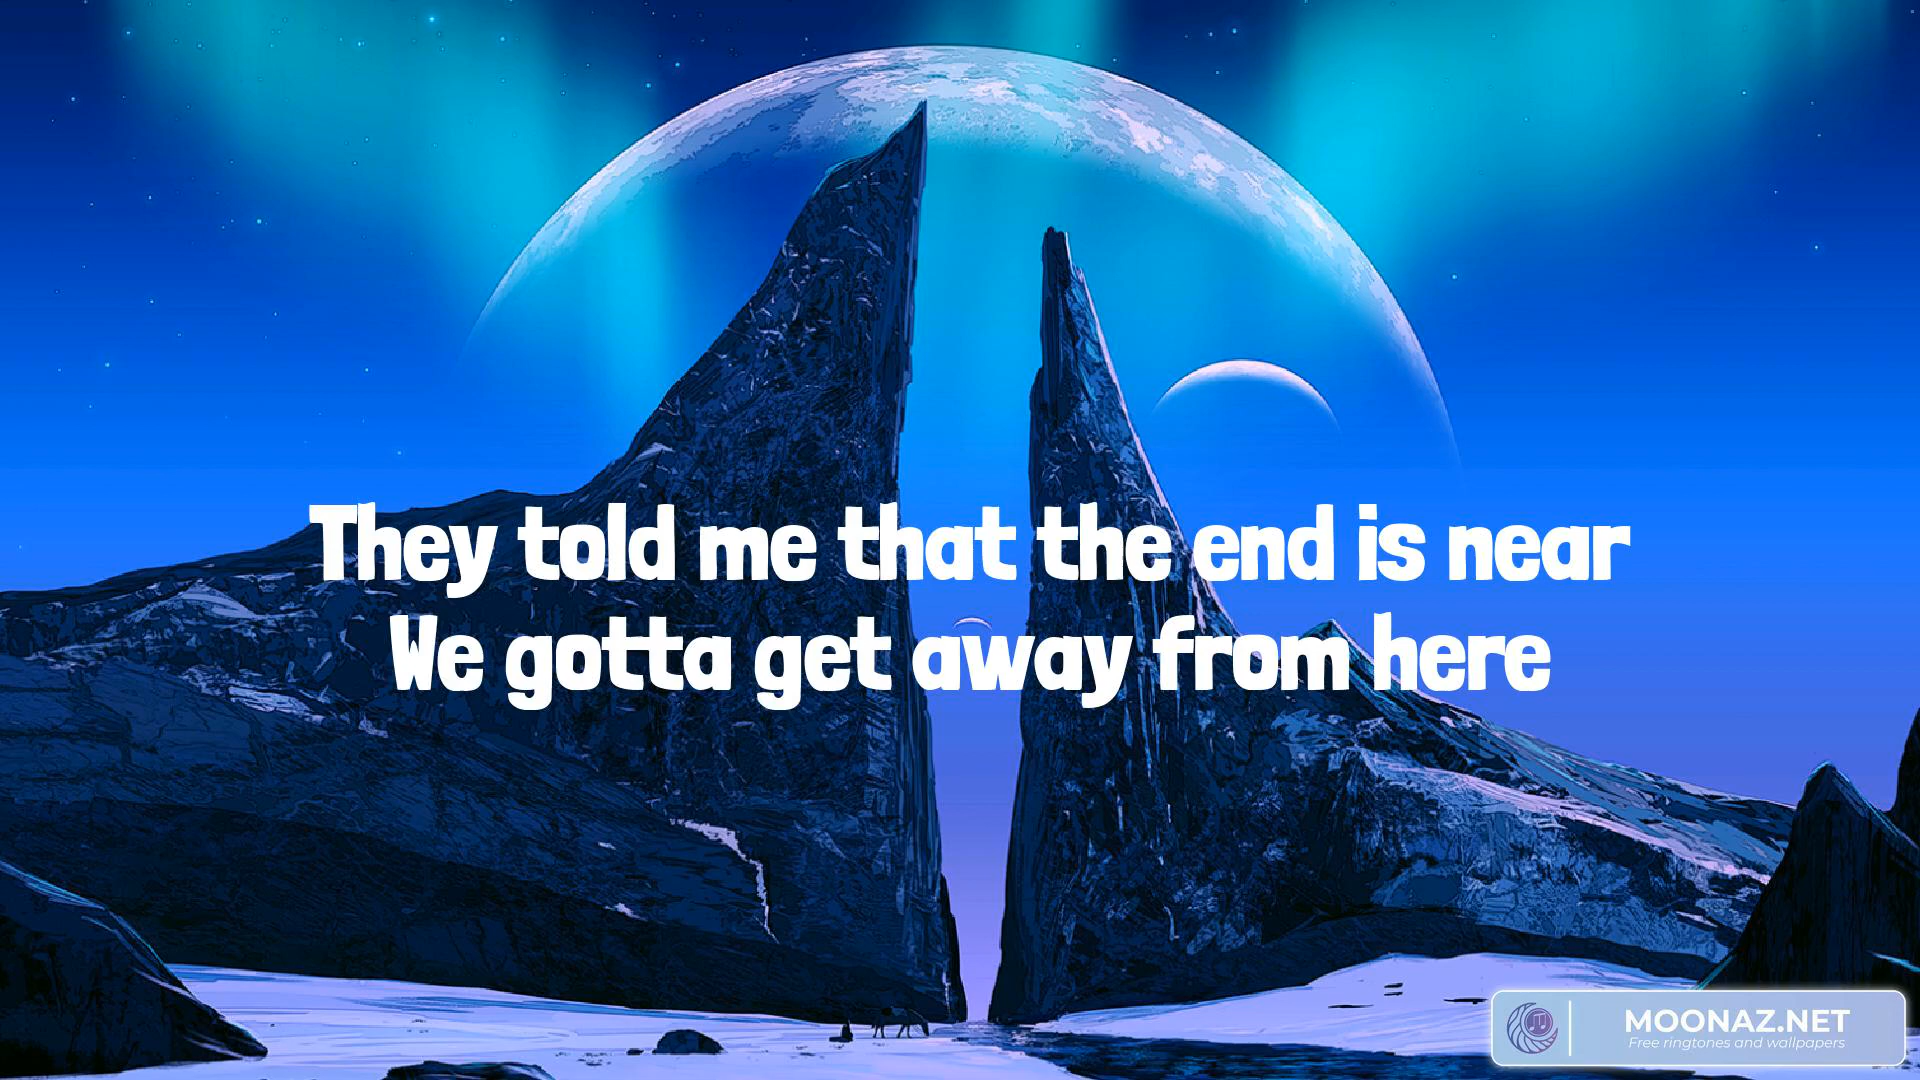 They told me that the end is near
We gotta get away from here
MOONAZ.NET
Free ringtones and wallpapers